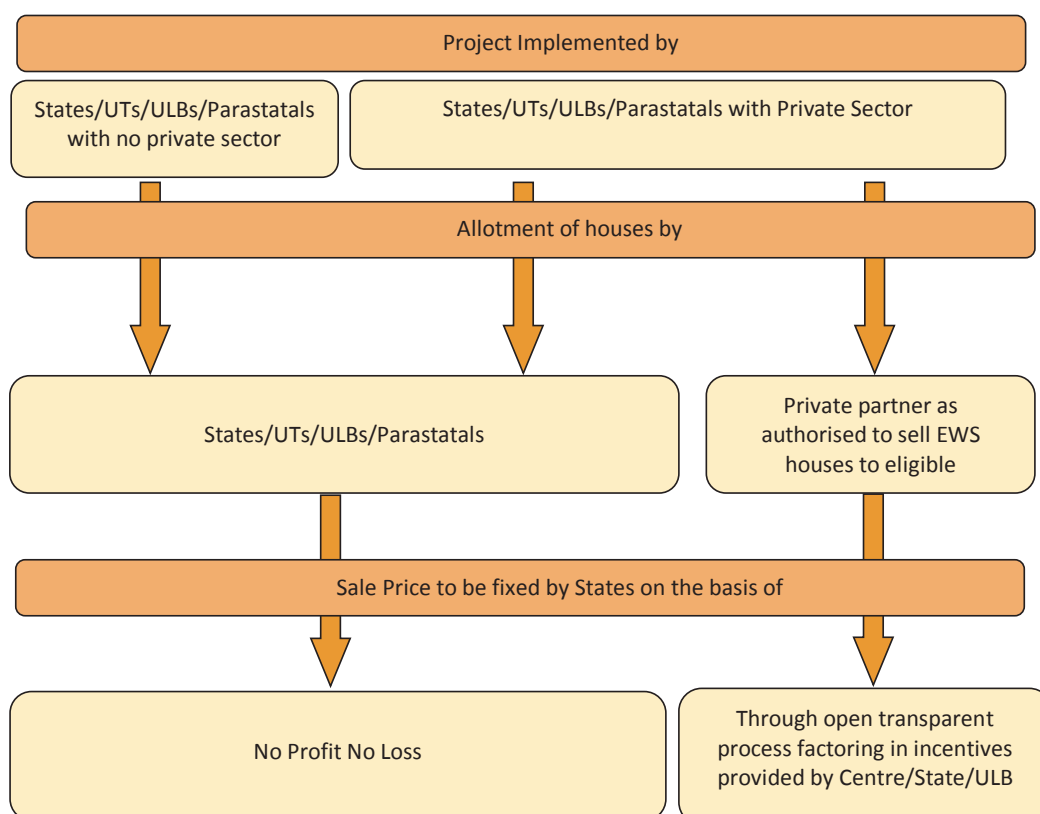 Project Implemented by
States/UTs/ULBs/Parastatals
with no private sector
States/UTs/ULBs/Parastatals with Private Sector
Allotment of houses by
States/UTs/ULBs/Parastatals
Private partner as
authorised to sell EWS
houses to eligible
Sale Price to be fixed by States on the basis of
No Profit No Loss
Through open transparent
process factoring in incentives
provided by Centre/State/ULB